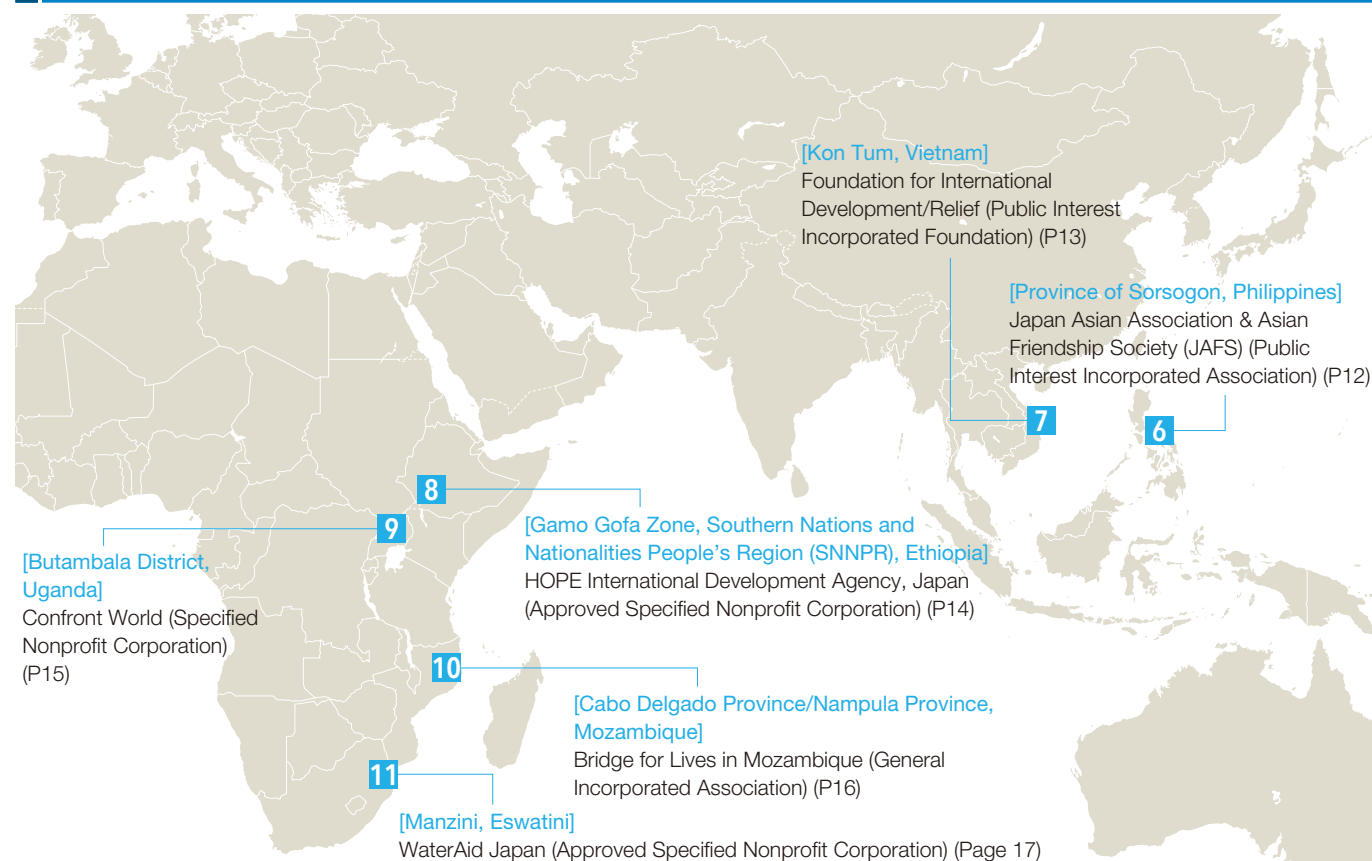 [Kon Tum, Vietnam]
Foundation for International
Development/Relief (Public Interest
Incorporated Foundation) (P13)
[Province of Sorsogon, Philippines]
Japan Asian Association & Asian
Friendship Society (JAFS) (Public
Interest Incorporated Association) (P12)
7
6
8
9
[Gamo Gofa Zone, Southern Nations and
Nationalities People’s Region (SNNPR), Ethiopia]
HOPE International Development Agency, Japan
(Approved Specified Nonprofit Corporation) (P14)
[Butambala District,
Uganda]
Confront World (Specified
Nonprofit Corporation)
(P15)
10
[Cabo Delgado Province/Nampula Province,
Mozambique]
Bridge for Lives in Mozambique (General
Incorporated Association) (P16)
11
[Manzini, Eswatini]
WaterAid Japan (Approved Specified Nonprofit Corporation) (Page 17)